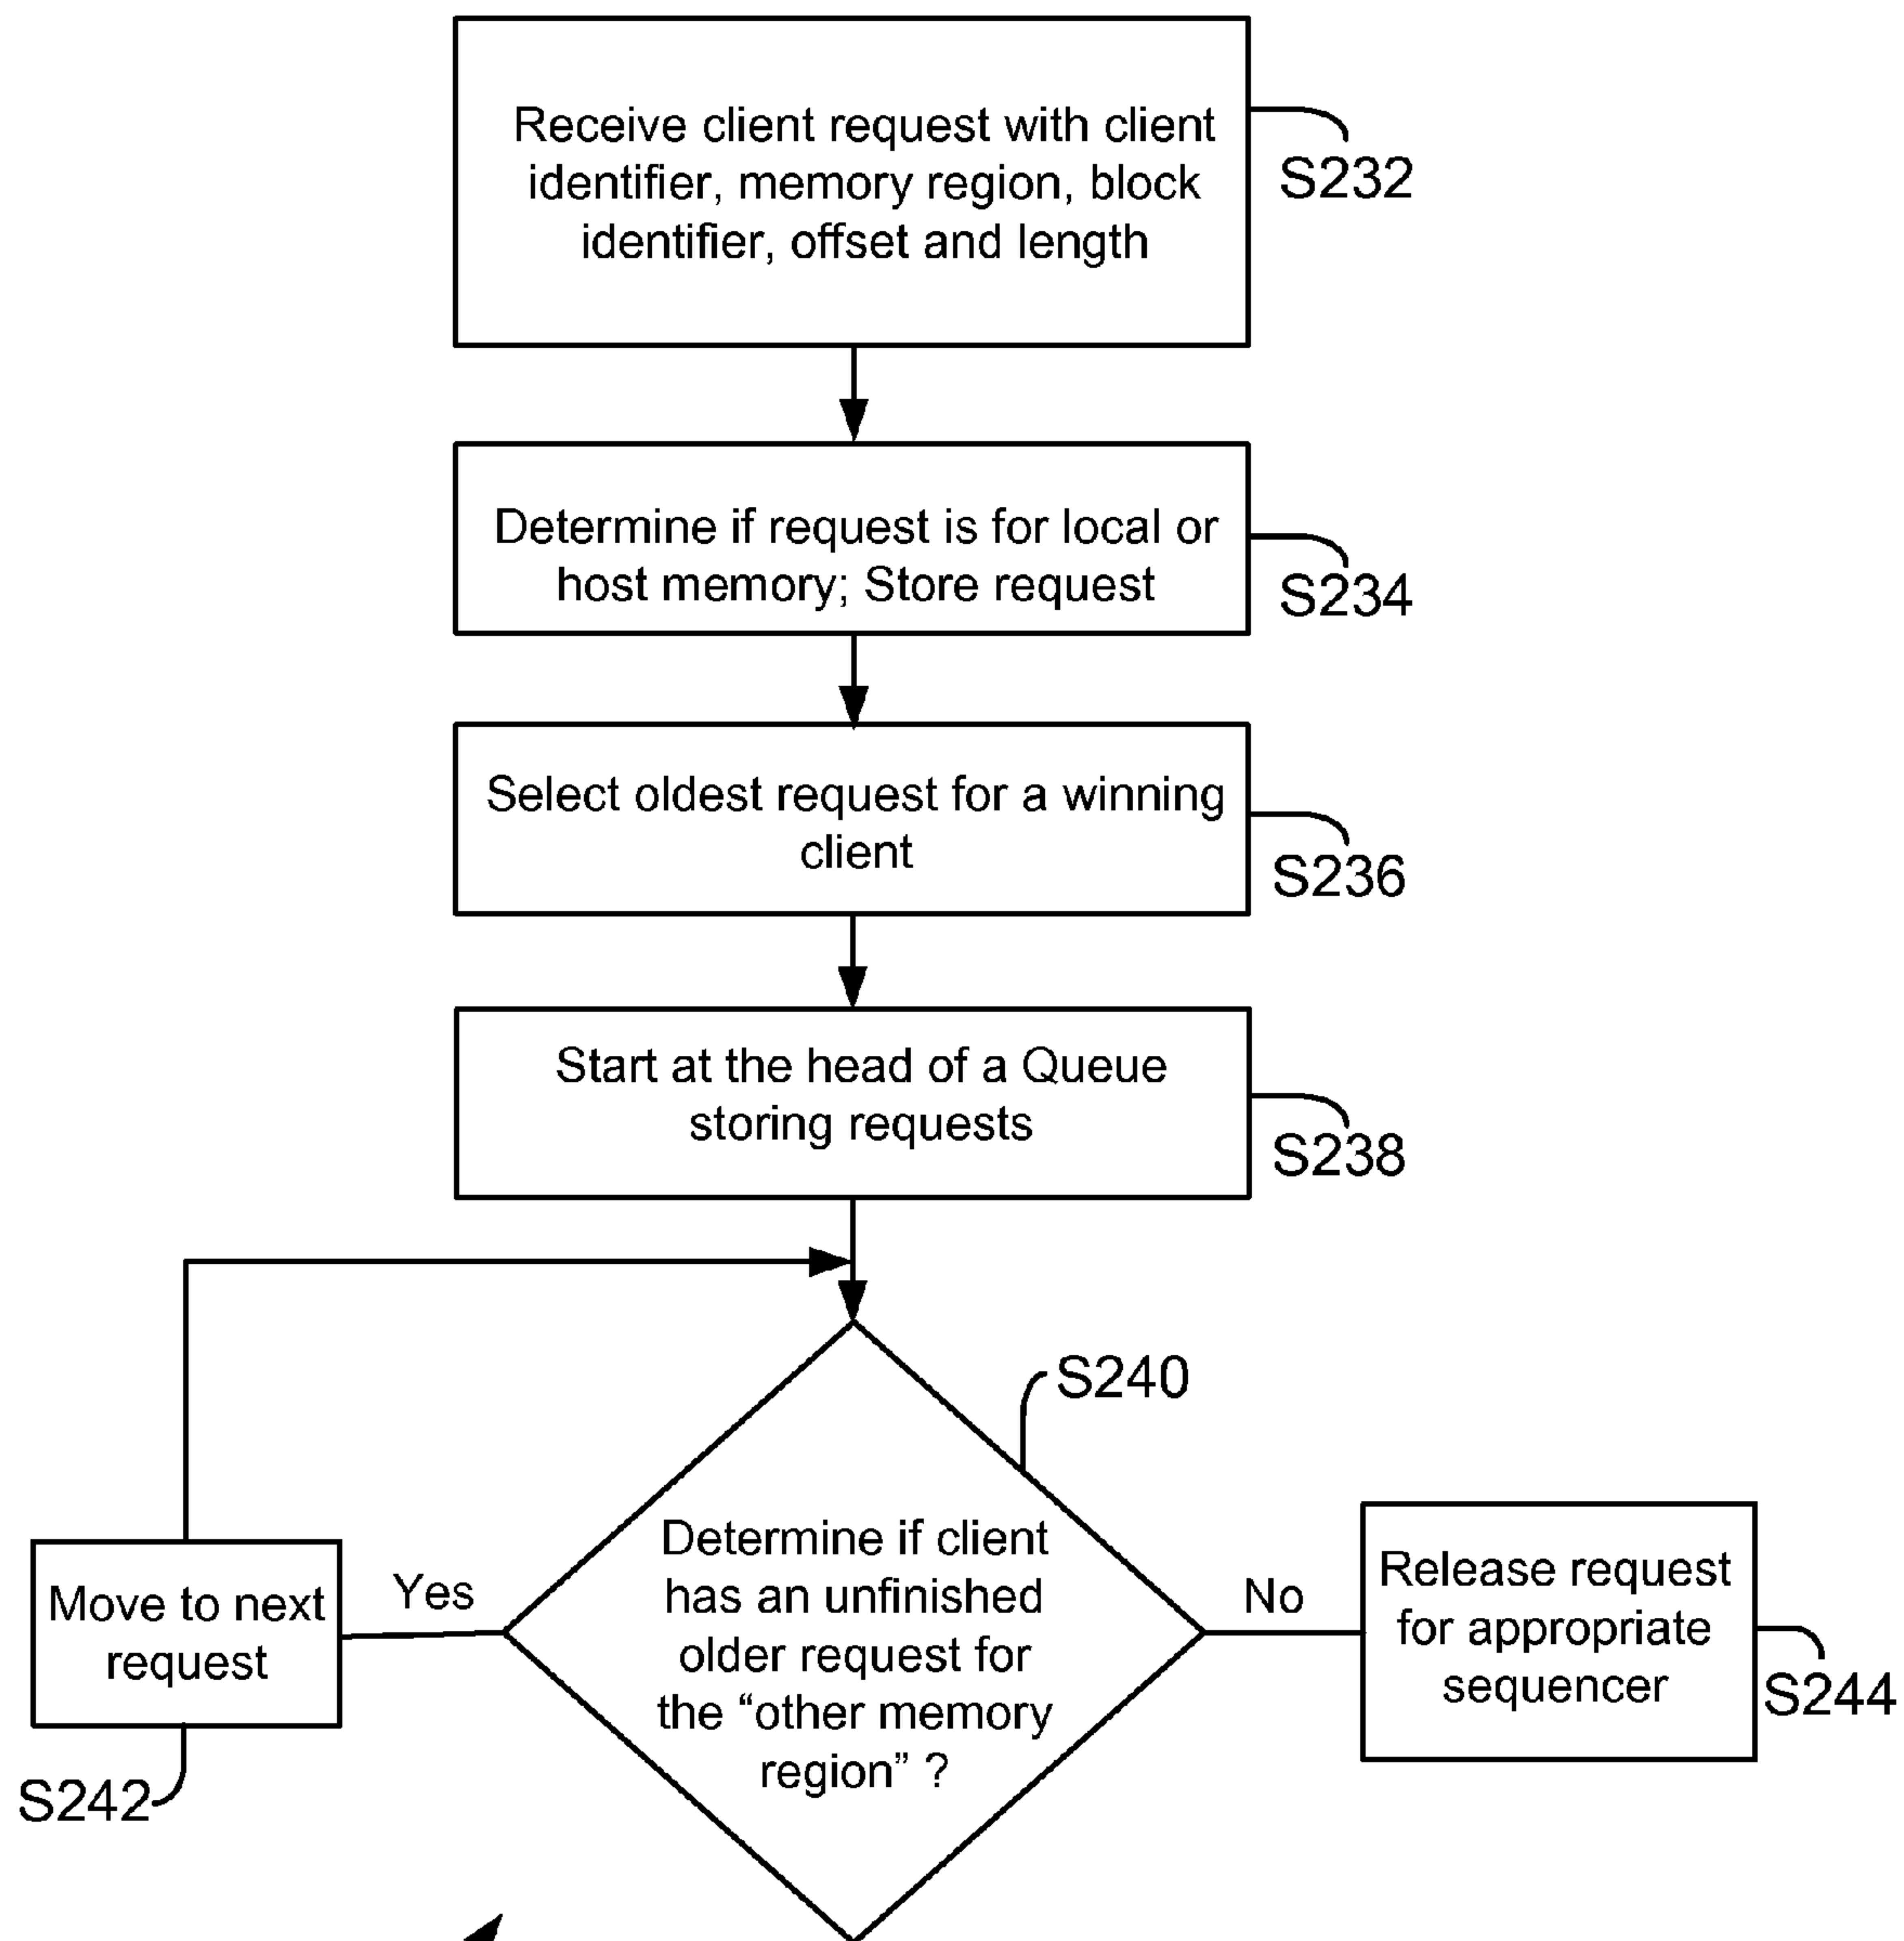 Receive client request with client
identifier, memory region, block
identifier, offset and length
S232
Determine if request is for local or
host memory; Store request
S234
Select oldest request for a winning
client
S236
Start at the head of a Queue
storing requests
S238
S240
Determine if client
has an unfinished
older request for
the “other memory
region” ?
Yes
Move to next
request
S242
No
Release request
for appropriate
sequencer
S244